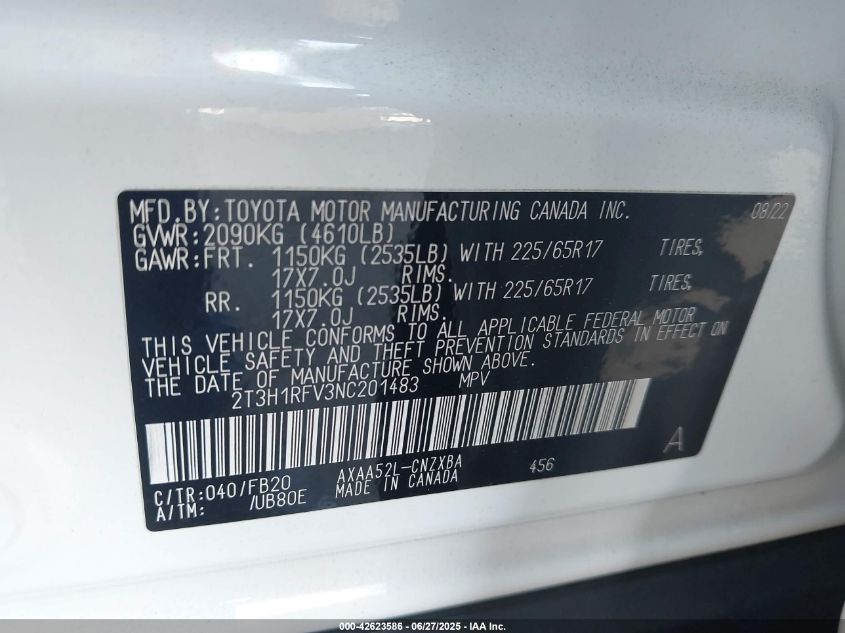 MFD.BY:TOYOTA MOTOR MANUFACTURING CANADA INC. 08/22
GVWR:2090KG (4610LB)
GAWR:FRT. 1150KG (2535LB) WITH 225/65R17 TIRES,
17X7.0J RIMS.
RR. 1150KG (2535LB) WITH 225/65R17 TIRES,
17X7.0J RIMS.
THIS VEHICLE CONFORMS TO ALL APPLICABLE FEDERAL MOTOR
VEHICLE SAFETY AND THEFT PREVENTION STANDARDS IN EFFECT ON
THE DATE OF MANUFACTURE SHOWN ABOVE.
2T3H1RFV3NC201483 MPV
A
C/TR:040/FB20 AXAA52L-CNZXBA 456
A/TM: /UB80E MADE IN CANADA
000-42623586 - 06/27/2025 - IAA Inc.